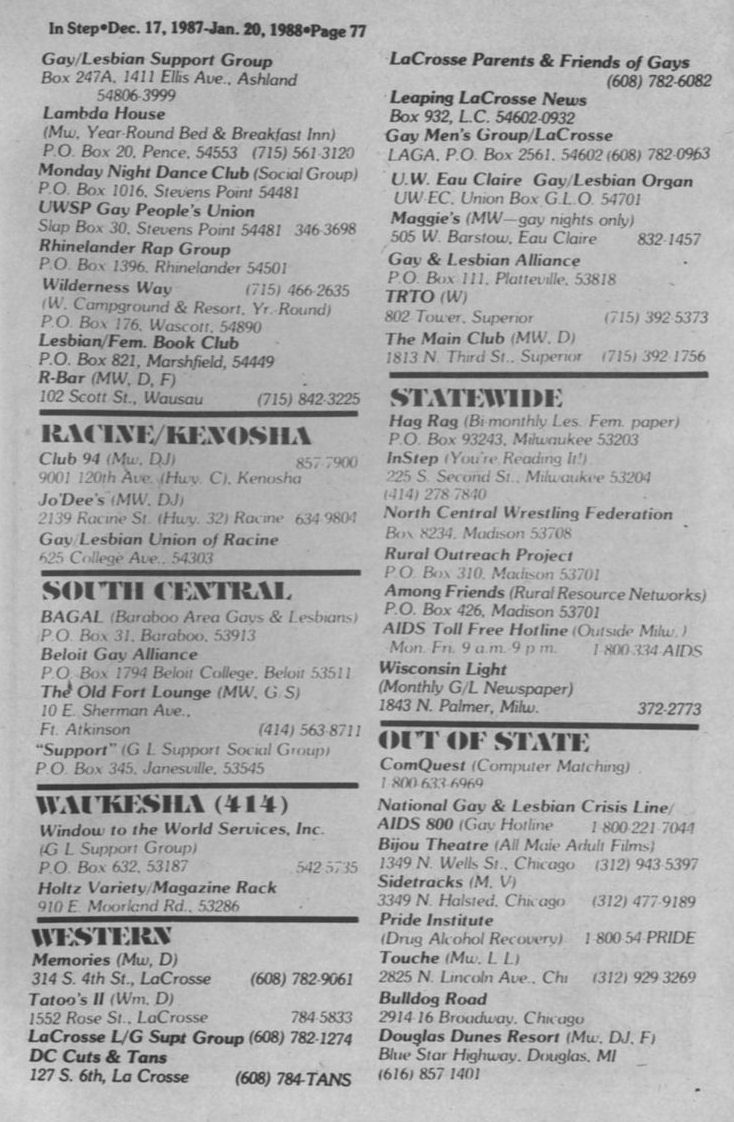 In Step•Dec. 17, 1987-Jan. 20, 1988•Page 77
Gay/Lesbian Support Group
Box 247A, 1411 Ellis Ave., Ashland
54806-3999
Lambda House
(Mw, Year-Round Bed & Breakfast Inn)
P.O. Box 20, Pence, 54553 (715) 561-3120
Monday Night Dance Club (Social Group)
P.O. Box 1016, Stevens Point 54481
UWSP Gay People's Union
Slap Box 30, Stevens Point 54481 346-3698
Rhinelander Rap Group
P.O. Box 1396, Rhinelander 54501
Wilderness Way (715) 466-2635
(W, Campground & Resort, Yr.-Round)
P.O. Box 176, Wascott, 54890
Lesbian/Fem. Book Club
P.O. Box 821, Marshfield, 54449
R-Bar (MW, D, F)
102 Scott St., Wausau (715) 842-3225
RACINE/KENOSHA
Club 94 (Mw, DJ) 857-7900
9001 120th Ave. (Hwy. C), Kenosha
Jo'Dee's (MW, DJ)
2139 Racine St. (Hwy. 32) Racine 634-9804
Gay/Lesbian Union of Racine
625 College Ave., 54303
SOUTH CENTRAL
BAGAL (Baraboo Area Gays & Lesbians)
P.O. Box 31, Baraboo, 53913
Beloit Gay Alliance
P.O. Box 1794 Beloit College, Beloit 53511
The Old Fort Lounge (MW, G S)
10 E. Sherman Ave.,
Ft. Atkinson (414) 563-8711
"Support" (G L Support Social Group)
P.O. Box 345, Janesville, 53545
WAUKESHA (414)
Window to the World Services, Inc.
(G L Support Group)
P.O. Box 632, 53187 542-5735
Holtz Variety/Magazine Rack
910 E. Moorland Rd., 53286
WESTERN
Memories (Mw, D)
314 S. 4th St., LaCrosse (608) 782-9061
Tatoo's II (Wm, D)
1552 Rose St., LaCrosse 784-5833
LaCrosse L/G Supt Group (608) 782-1274
DC Cuts & Tans
127 S. 6th, La Crosse (608) 784-TANS
LaCrosse Parents & Friends of Gays
(608) 782-6082
Leaping LaCrosse News
Box 932, L.C. 54602-0932
Gay Men's Group/LaCrosse
LAGA, P.O. Box 2561, 54602 (608) 782-0963
U.W. Eau Claire Gay/Lesbian Organ
UW-EC, Union Box G.L.O. 54701
Maggie's (MW—gay nights only)
505 W. Barstow, Eau Claire 832-1457
Gay & Lesbian Alliance
P.O. Box 111, Platteville, 53818
TRTO (W)
802 Tower, Superior (715) 392-5373
The Main Club (MW, D)
1813 N. Third St., Superior (715) 392-1756
STATEWIDE
Hag Rag (Bi-monthly Les. Fem. paper)
P.O. Box 93243, Milwaukee 53203
InStep (You're Reading It!)
225 S. Second St., Milwaukee 53204
(414) 278-7840
North Central Wrestling Federation
Box 8234, Madison 53708
Rural Outreach Project
P.O. Box 310, Madison 53701
Among Friends (Rural Resource Networks)
P.O. Box 426, Madison 53701
AIDS Toll Free Hotline (Outside Milw.)
Mon.-Fri. 9 a.m.-9 p.m. 1-800-334-AIDS
Wisconsin Light
(Monthly G/L Newspaper)
1843 N. Palmer, Milw. 372-2773
OUT OF STATE
ComQuest (Computer Matching)
1-800-633-6969
National Gay & Lesbian Crisis Line/
AIDS 800 (Gay Hotline 1-800-221-7044
Bijou Theatre (All Male Adult Films)
1349 N. Wells St., Chicago (312) 943-5397
Sidetracks (M, V)
3349 N. Halsted, Chicago (312) 477-9189
Pride Institute
(Drug Alcohol Recovery) 1-800-54-PRIDE
Touche (Mw, L L)
2825 N. Lincoln Ave., Chi (312) 929-3269
Bulldog Road
2914-16 Broadway, Chicago
Douglas Dunes Resort (Mw, DJ, F)
Blue Star Highway, Douglas, MI
(616) 857-1401